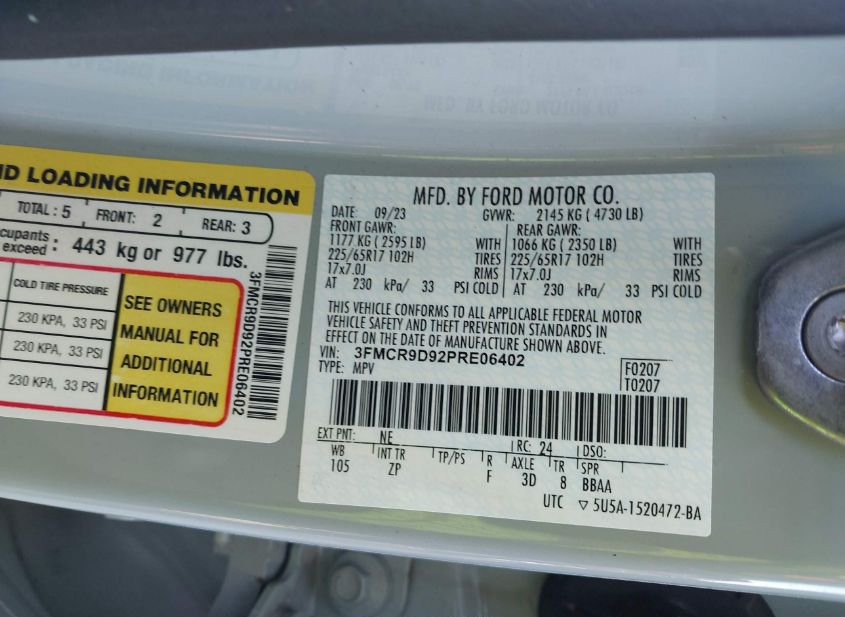 ND LOADING INFORMATION
TOTAL : 5 FRONT: 2 REAR: 3
cupants
exceed : 443 kg or 977 lbs.
COLD TIRE PRESSURE
230 KPA, 33 PSI
230 KPA, 33 PSI
230 KPA, 33 PSI
SEE OWNERS
MANUAL FOR
ADDITIONAL
INFORMATION
3FMCR9D92PRE06402
MFD. BY FORD MOTOR CO.
DATE: 09/23 GVWR: 2145 KG ( 4730 LB)
FRONT GAWR: REAR GAWR:
1177 KG ( 2595 LB) WITH 1066 KG ( 2350 LB) WITH
225/65R17 102H TIRES 225/65R17 102H TIRES
17x7.0J RIMS 17x7.0J RIMS
AT 230 kPa/ 33 PSI COLD AT 230 kPa/ 33 PSI COLD
THIS VEHICLE CONFORMS TO ALL APPLICABLE FEDERAL MOTOR
VEHICLE SAFETY AND THEFT PREVENTION STANDARDS IN
EFFECT ON THE DATE OF MANUFACTURE SHOWN ABOVE.
VIN: 3FMCR9D92PRE06402
TYPE: MPV
F0207
T0207
EXT PNT: NE RC: 24 DSO:
WB INT TR TP/PS R AXLE TR SPR
105 ZP F 3D 8 BBAA
UTC ▽ 5U5A-1520472-BA